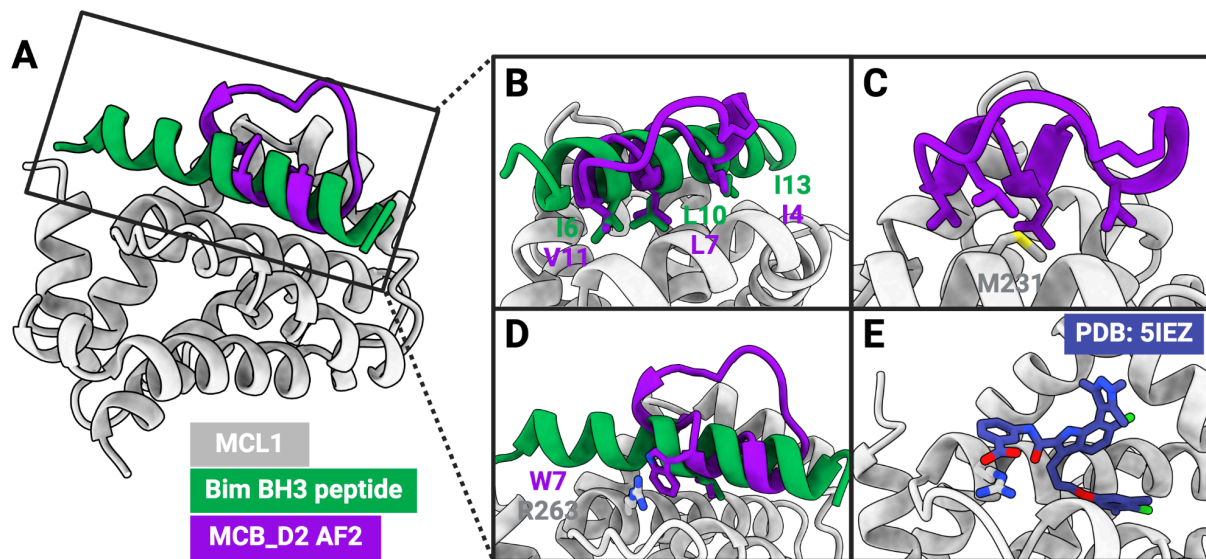 A
MCL1
Bim BH3 peptide
MCB_D2 AF2
B
I13
I6
L10
I4
V11
L7
C
M231
D
W7
R263
E
PDB: 5IEZ